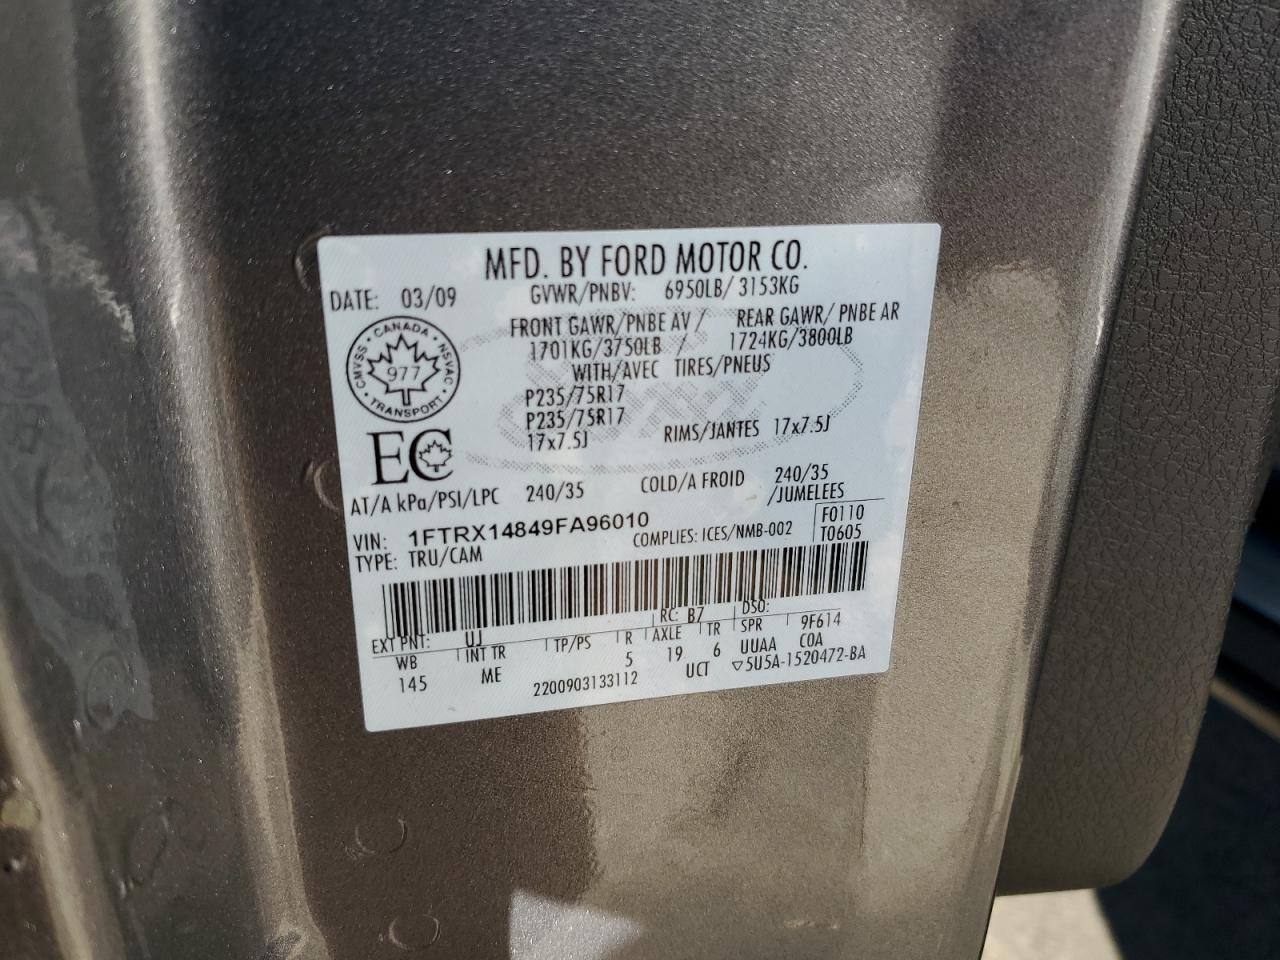 MFD. BY FORD MOTOR CO.
DATE: 03/09 GVWR/PNBV: 6950LB/ 3153KG
FRONT GAWR/PNBE AV / REAR GAWR/ PNBE AR
1701KG/3750LB / 1724KG/3800LB
WITH/AVEC TIRES/PNEUS
CANADA
CMVSS 977 NSVAC
TRANSPORT
P235/75R17
P235/75R17
17x7.5J RIMS/JANTES 17x7.5J
EC
AT/A kPa/PSI/LPC 240/35 COLD/A FROID 240/35
/JUMELEES
VIN: 1FTRX14849FA96010 F0110
TYPE: TRU/CAM COMPLIES: ICES/NMB-002 T0605
EXT PNT: UJ RC: B7 DSO:
WB INT TR TP/PS R AXLE TR SPR 9F614
145 ME 5 19 6 UUAA COA
2200903133112 UCT ▽5U5A-1520472-BA